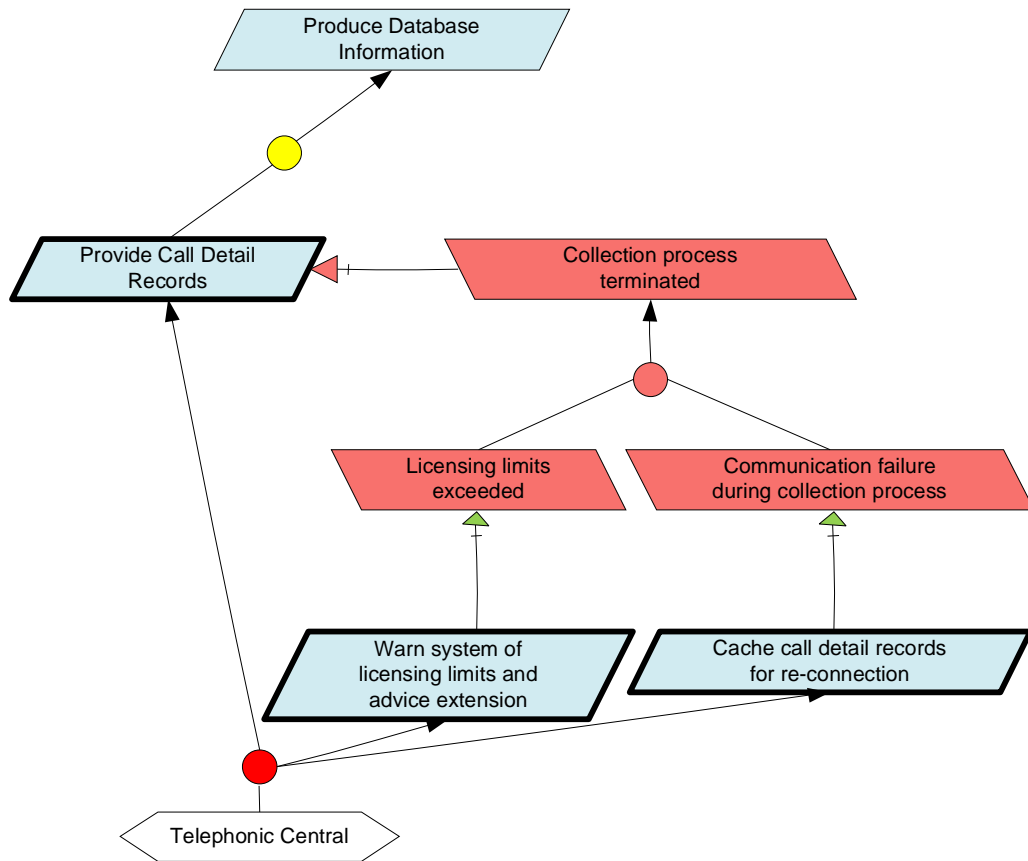 Produce Database
Information
Provide Call Detail
Records
Collection process
terminated
Licensing limits
exceeded
Communication failure
during collection process
Warn system of
licensing limits and
advice extension
Cache call detail records
for re-connection
Telephonic Central